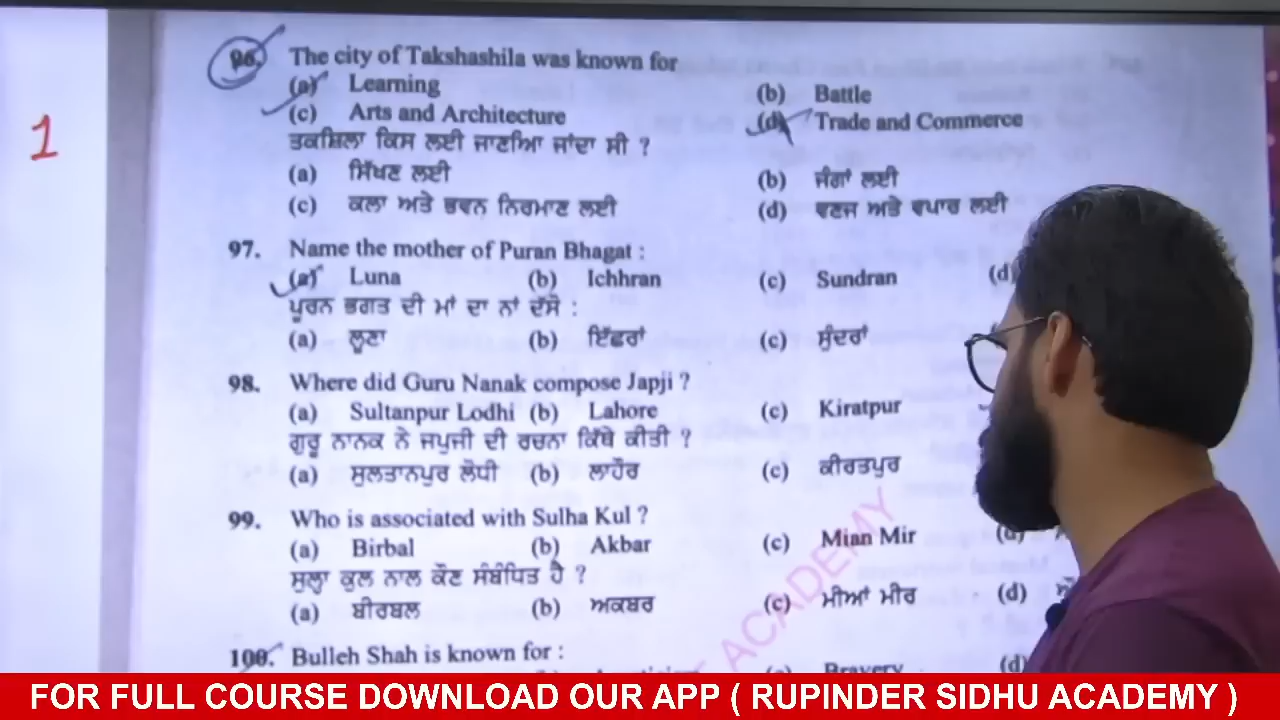 1
96. The city of Takshashila was known for
(a) Learning (b) Battle
(c) Arts and Architecture (d) Trade and Commerce
ਤਕਸ਼ਿਲਾ ਕਿਸ ਲਈ ਜਾਣਿਆ ਜਾਂਦਾ ਸੀ ?
(a) ਸਿੱਖਣ ਲਈ (b) ਜੰਗਾਂ ਲਈ
(c) ਕਲਾ ਅਤੇ ਭਵਨ ਨਿਰਮਾਣ ਲਈ (d) ਵਣਜ ਅਤੇ ਵਪਾਰ ਲਈ
97. Name the mother of Puran Bhagat :
(a) Luna (b) Ichhran (c) Sundran (d)
ਪੂਰਨ ਭਗਤ ਦੀ ਮਾਂ ਦਾ ਨਾਂ ਦੱਸੋ :
(a) ਲੂਣਾ (b) ਇੱਛਰਾਂ (c) ਸੁੰਦਰਾਂ
98. Where did Guru Nanak compose Japji ?
(a) Sultanpur Lodhi (b) Lahore (c) Kiratpur
ਗੁਰੂ ਨਾਨਕ ਨੇ ਜਪੁਜੀ ਦੀ ਰਚਨਾ ਕਿੱਥੇ ਕੀਤੀ ?
(a) ਸੁਲਤਾਨਪੁਰ ਲੋਧੀ (b) ਲਾਹੌਰ (c) ਕੀਰਤਪੁਰ
99. Who is associated with Sulha Kul ?
(a) Birbal (b) Akbar (c) Mian Mir (d)
ਸੁਲ੍ਹਾ ਕੁਲ ਨਾਲ ਕੌਣ ਸੰਬੰਧਿਤ ਹੈ ?
(a) ਬੀਰਬਲ (b) ਅਕਬਰ (c) ਮੀਆਂ ਮੀਰ (d)
100. Bulleh Shah is known for :
(c) Bravery (d)
ACADEMY
FOR FULL COURSE DOWNLOAD OUR APP ( RUPINDER SIDHU ACADEMY )